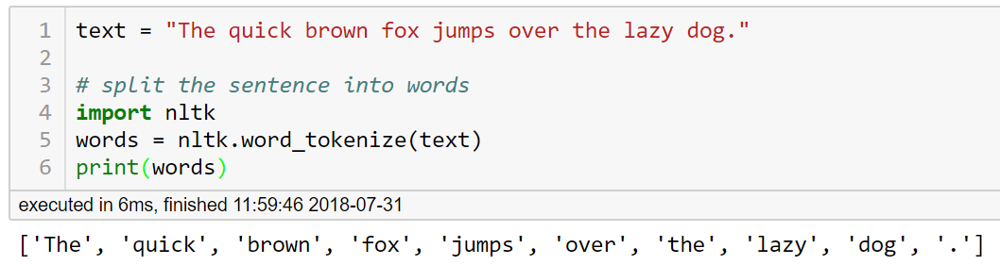 1 text = "The quick brown fox jumps over the lazy dog."
2
3 # split the sentence into words
4 import nltk
5 words = nltk.word_tokenize(text)
6 print(words)
executed in 6ms, finished 11:59:46 2018-07-31
['The', 'quick', 'brown', 'fox', 'jumps', 'over', 'the', 'lazy', 'dog', '.']